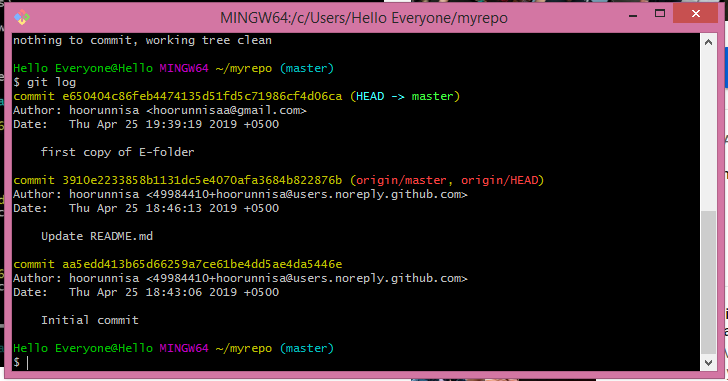 MINGW64:/c/Users/Hello Everyone/myrepo
nothing to commit, working tree clean
Hello Everyone@Hello MINGW64 ~/myrepo (master)
$ git log
commit e650404c86feb4474135d51fd5c71986cf4d06ca (HEAD -> master)
Author: hoorunnisa <hoorunnisaa@gmail.com>
Date:   Thu Apr 25 19:39:19 2019 +0500
first copy of E-folder
commit 3910e2233858b1131dc5e4070afa3684b822876b (origin/master, origin/HEAD)
Author: hoorunnisa <49984410+hoorunnisa@users.noreply.github.com>
Date:   Thu Apr 25 18:46:13 2019 +0500
Update README.md
commit aa5edd413b65d66259a7ce61be4dd5ae4da5446e
Author: hoorunnisa <49984410+hoorunnisa@users.noreply.github.com>
Date:   Thu Apr 25 18:43:06 2019 +0500
Initial commit
Hello Everyone@Hello MINGW64 ~/myrepo (master)
$